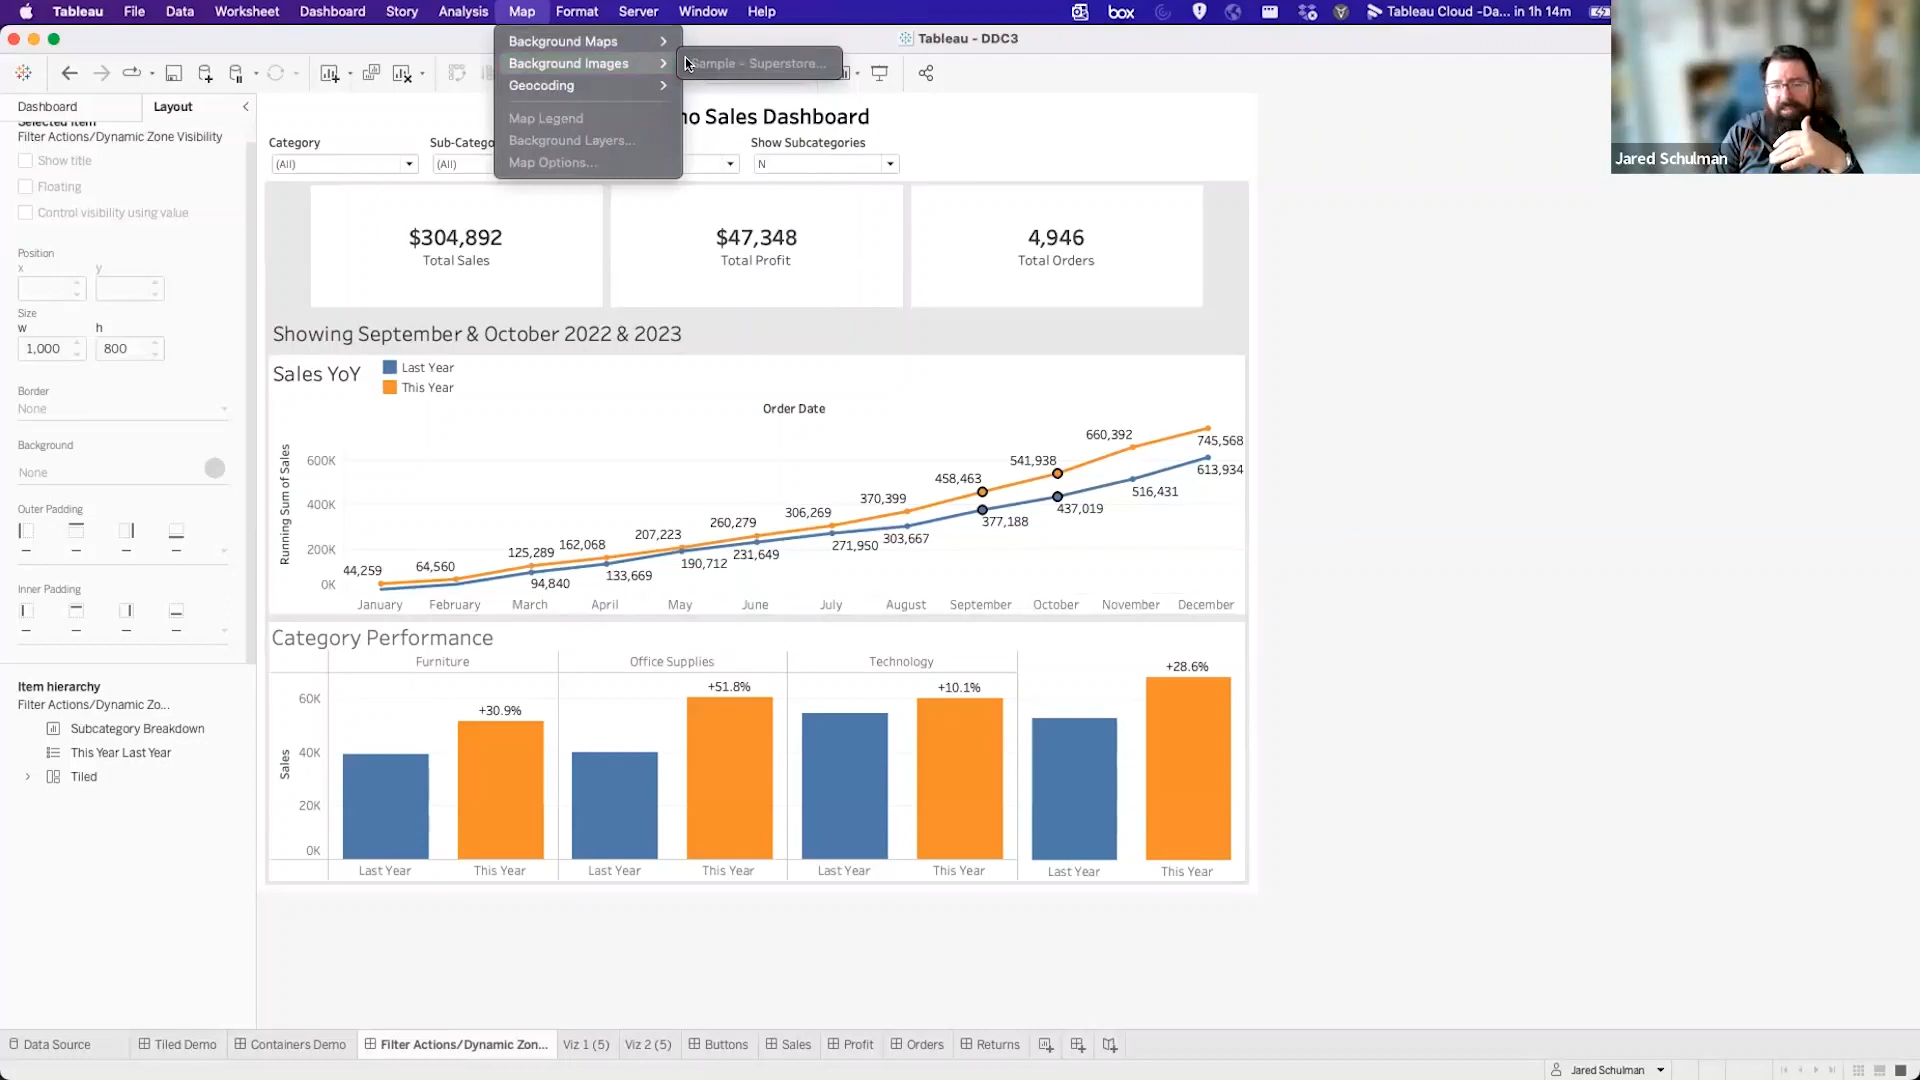 Tableau File Data Worksheet Dashboard Story Analysis Map Format Server Window Help
box
Tableau Cloud -Da... in 1h 14m
Tableau - DDC3
Background Maps
Background Images
Sample - Superstore...
Geocoding
Map Legend
Background Layers...
Map Options...
Dashboard Layout
Selected item
Filter Actions/Dynamic Zone Visibility
Show title
Floating
Control visibility using value
Position
x y
Size
w h
1,000 800
Border
None
Background
None
Outer Padding
Inner Padding
Item hierarchy
Filter Actions/Dynamic Zo...
Subcategory Breakdown
This Year Last Year
Tiled
Sales Dashboard
Category
(All)
Sub-Catego
(All)
Show Subcategories
N
$304,892
Total Sales
$47,348
Total Profit
4,946
Total Orders
Showing September & October 2022 & 2023
Sales YoY
Last Year
This Year
Order Date
Running Sum of Sales
600K
400K
200K
0K
44,259
64,560
125,289
162,068
207,223
260,279
306,269
370,399
458,463
541,938
660,392
745,568
94,840
133,669
190,712
231,649
271,950
303,667
377,188
437,019
516,431
613,934
January February March April May June July August September October November December
Category Performance
Furniture Office Supplies Technology
+30.9%
+51.8%
+10.1%
+28.6%
Sales
60K
40K
20K
0K
Last Year This Year Last Year This Year Last Year This Year Last Year This Year
Data Source Tiled Demo Containers Demo Filter Actions/Dynamic Zon... Viz 1 (5) Viz 2 (5) Buttons Sales Profit Orders Returns
Jared Schulman
Jared Schulman